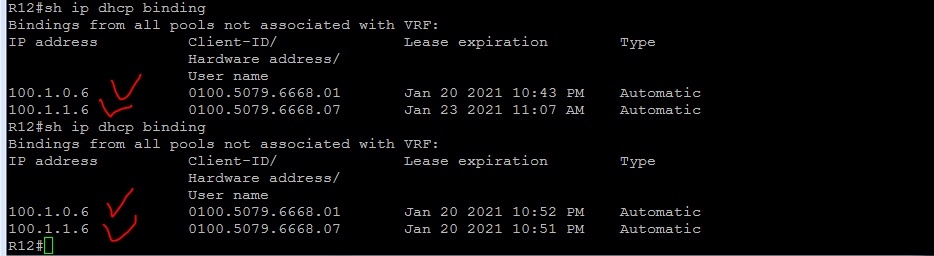 R12#sh ip dhcp binding
Bindings from all pools not associated with VRF:
IP address Client-ID/ Lease expiration Type
Hardware address/
User name
100.1.0.6 0100.5079.6668.01 Jan 20 2021 10:43 PM Automatic
100.1.1.6 0100.5079.6668.07 Jan 23 2021 11:07 AM Automatic
R12#sh ip dhcp binding
Bindings from all pools not associated with VRF:
IP address Client-ID/ Lease expiration Type
Hardware address/
User name
100.1.0.6 0100.5079.6668.01 Jan 20 2021 10:52 PM Automatic
100.1.1.6 0100.5079.6668.07 Jan 20 2021 10:51 PM Automatic
R12#